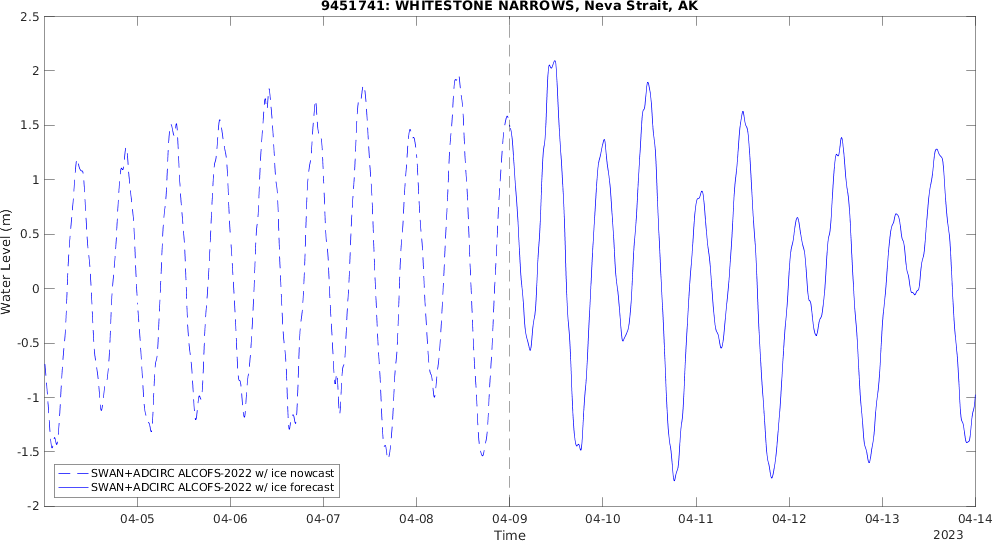 9451741: WHITESTONE NARROWS, Neva Strait, AK
2.5
2
1.5
1
0.5
0
-0.5
-1
-1.5
-2
Water Level (m)
SWAN+ADCIRC ALCOFS-2022 w/ ice nowcast
SWAN+ADCIRC ALCOFS-2022 w/ ice forecast
04-05 04-06 04-07 04-08 04-09 04-10 04-11 04-12 04-13 04-14
Time
2023